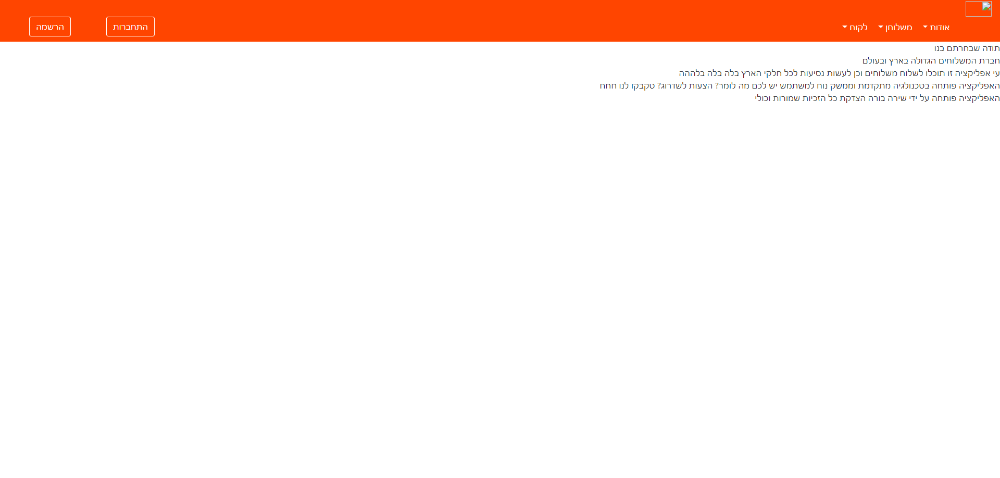 אודות
משלוחן
לקוח
התחברות
הרשמה
תודה שבחרתם בנו
חברת המשלוחים הגדולה בארץ ובעולם
עי אפליקציה זו תוכלו לשלוח משלוחים וכן לעשות נסיעות לכל חלקי הארץ בלה בלה בלההה
האפליקציה פותחה בטכנולגיה מתקדמת וממשק נוח למשתמש יש לכם מה לומר? הצעות לשדרוג? טקבקו לנו חחח
האפליקציה פותחה על ידי שירה בורה הצדקת כל הזכיות שמורות וכולי